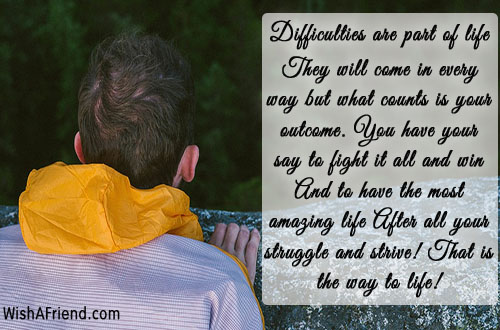 Difficulties are part of life
They will come in every
way but what counts is your
outcome. You have your
say to fight it all and win
And to have the most
amazing life After all your
struggle and strive! That is
the way to life!
WishAFriend.com